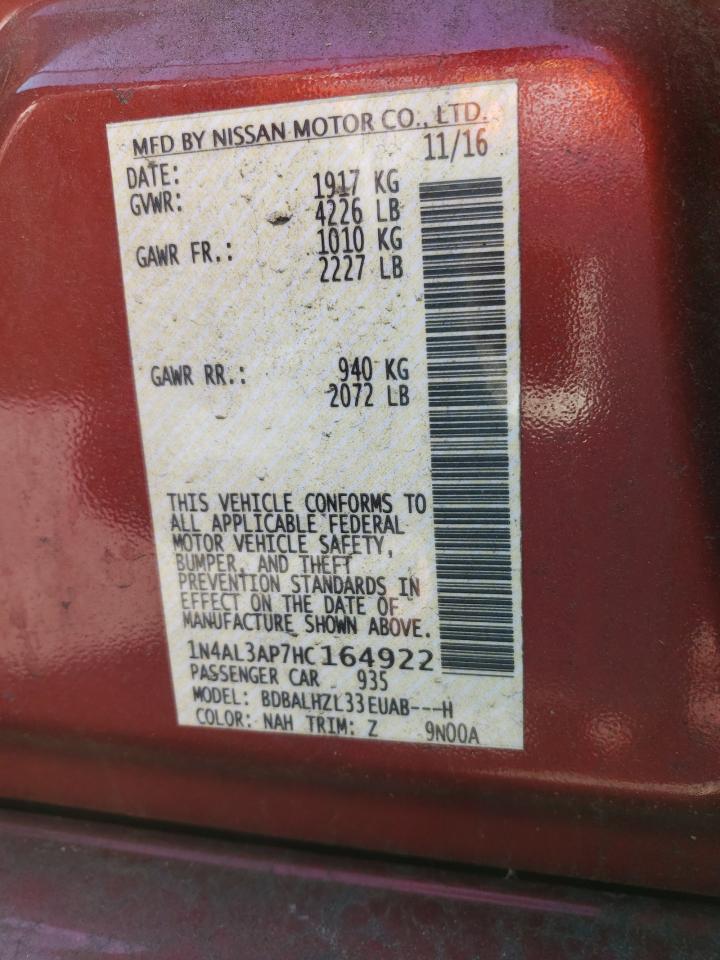 MFD BY NISSAN MOTOR CO., LTD.
DATE: 11/16
GVWR: 1917 KG
4226 LB
GAWR FR.: 1010 KG
2227 LB
GAWR RR.: 940 KG
2072 LB
THIS VEHICLE CONFORMS TO
ALL APPLICABLE FEDERAL
MOTOR VEHICLE SAFETY,
BUMPER, AND THEFT
PREVENTION STANDARDS IN
EFFECT ON THE DATE OF
MANUFACTURE SHOWN ABOVE.
1N4AL3AP7HC164922
PASSENGER CAR 935
MODEL: BDBALHZL33EUAB---H
COLOR: NAH TRIM: Z 9N00A